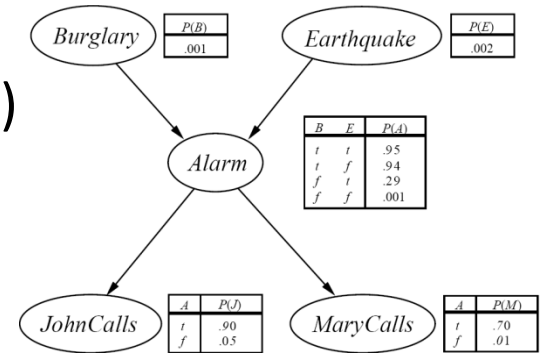 Burglary
P(B)
.001
Earthquake
P(E)
.002
)
B E P(A)
t t .95
t f .94
f t .29
f f .001
Alarm
JohnCalls
A P(J)
t .90
f .05
MaryCalls
A P(M)
t .70
f .01